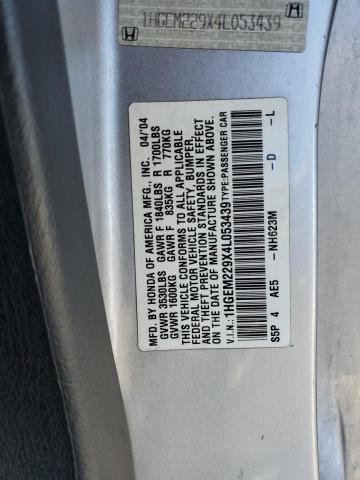 1HGEM229X4L053439
MFD. BY HONDA OF AMERICA MFG., INC. 04/04
GVWR 3530LBS GAWR F 1840LBS R 1700LBS
GVWR 1600KG GAWR F 835KG R 770KG
THIS VEHICLE CONFORMS TO ALL APPLICABLE
FEDERAL MOTOR VEHICLE SAFETY, BUMPER,
AND THEFT PREVENTION STANDARDS IN EFFECT
ON THE DATE OF MANUFACTURE SHOWN ABOVE.
V.I.N.: 1HGEM229X4L053439 TYPE:PASSENGER CAR
S5P 4 AE5 -NH623M -D -L